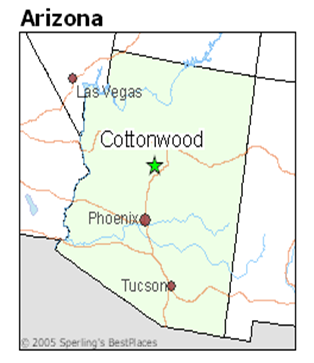 Arizona
Las Vegas
Cottonwood
Phoenix
Tucson
© 2005 Sperling's BestPlaces